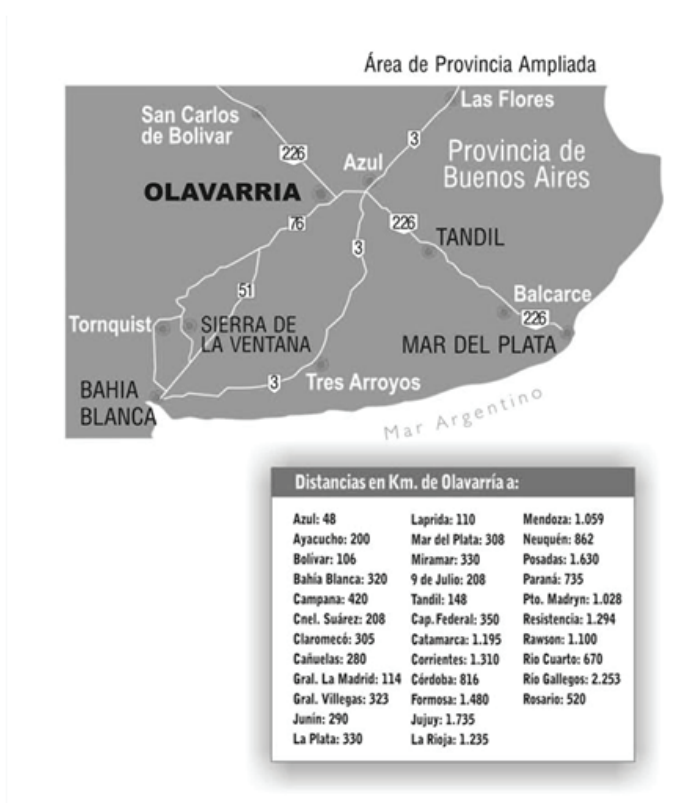 Área de Provincia Ampliada
Las Flores
San Carlos
de Bolivar
3
226
Azul
Provincia de
Buenos Aires
OLAVARRIA
76
226
3
TANDIL
51
Balcarce
Tornquist
SIERRA DE
LA VENTANA
226
MAR DEL PLATA
BAHIA
BLANCA
3
Tres Arroyos
Mar Argentino
Distancias en Km. de Olavarría a:
Azul: 48
Ayacucho: 200
Bolívar: 106
Bahía Blanca: 320
Campana: 420
Cnel. Suárez: 208
Claromecó: 305
Cañuelas: 280
Gral. La Madrid: 114
Gral. Villegas: 323
Junín: 290
La Plata: 330
Laprida: 110
Mar del Plata: 308
Miramar: 330
9 de Julio: 208
Tandil: 148
Cap. Federal: 350
Catamarca: 1.195
Corrientes: 1.310
Córdoba: 816
Formosa: 1.480
Jujuy: 1.735
La Rioja: 1.235
Mendoza: 1.059
Neuquén: 862
Posadas: 1.630
Paraná: 735
Pto. Madryn: 1.028
Resistencia: 1.294
Rawson: 1.100
Río Cuarto: 670
Río Gallegos: 2.253
Rosario: 520